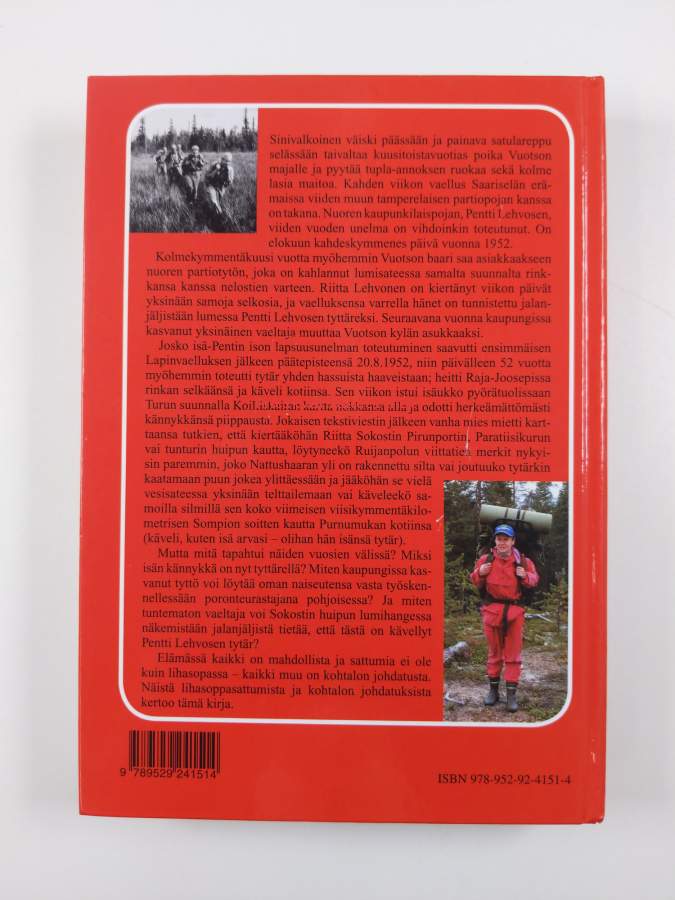 Sinivalkoinen väiski päässään ja painava satulareppu
selässään taivaltaa kuusitoistavuotias poika Vuotson
majalle ja pyytää tupla-annoksen ruokaa sekä kolme
lasia maitoa. Kahden viikon vaellus Saariselän erä-
maissa viiden muun tamperelaisen partiopojan kanssa
on takana. Nuoren kaupunkilaispojan, Pentti Lehvosen,
viiden vuoden unelma on vihdoinkin toteutunut. On
elokuun kahdeskymmenes päivä vuonna 1952.
Kolmekymmentäkuusi vuotta myöhemmin Vuotson baari saa asiakkaakseen
nuoren partiotytön, joka on kahlannut lumisateessa samalta suunnalta rink-
kansa kanssa nelostien varteen. Riitta Lehvonen on kiertänyt viikon päivät
yksinään samoja selkosia, ja vaelluksensa varrella hänet on tunnistettu jalan-
jäljistään lumessa Pentti Lehvosen tyttäreksi. Seuraavana vuonna kaupungissa
kasvanut yksinäinen vaeltaja muuttaa Vuotson kylän asukkaaksi.
Josko isä-Pentin ison lapsuusunelman toteutuminen saavutti ensimmäisen
Lapinvaelluksen jälkeen päätepisteensä 20.8.1952, niin päivälleen 52 vuotta
myöhemmin toteutti tytär yhden hassuista haaveistaan; heitti Raja-Joosepissa
rinkan selkäänsä ja käveli kotiinsa. Sen viikon istui isäukko pyörätuolissaan
Turun suunnalla Koilliskairan kartta nokkansa alla ja odotti herkeämättömästi
kännykkänsä piippausta. Jokaisen tekstiviestin jälkeen vanha mies mietti kart-
taansa tutkien, että kiertääköhän Riitta Sokostin Pirunportin, Paratiisikurun
vai tunturin huipun kautta, löytyneekö Ruijanpolun viittatien merkit nykyi-
sin paremmin, joko Nattushaaran yli on rakennettu silta vai joutuuko tytärkin
kaatamaan puun jokea ylittäessään ja jääköhän se vielä
vesisateessa yksinään telttailemaan vai käveleekö sa-
moilla silmillä sen koko viimeisen viisikymmentäkilo-
metrisen Sompion soitten kautta Purnumukan kotiinsa
(käveli, kuten isä arvasi – olihan hän isänsä tytär).
Mutta mitä tapahtui näiden vuosien välissä? Miksi
isän kännykkä on nyt tyttärellä? Miten kaupungissa kas-
vanut tyttö voi löytää oman naiseutensa vasta työsken-
nellessään poronteurastajana pohjoisessa? Ja miten
tuntematon vaeltaja voi Sokostin huipun lumihangessa
näkemistään jalanjäljistä tietää, että tästä on kävellyt
Pentti Lehvosen tytär?
Elämässä kaikki on mahdollista ja sattumia ei ole
kuin lihasopassa – kaikki muu on kohtalon johdatusta.
Näistä lihasoppasattumista ja kohtalon johdatuksista
kertoo tämä kirja.
9 789529 241514
ISBN 978-952-92-4151-4